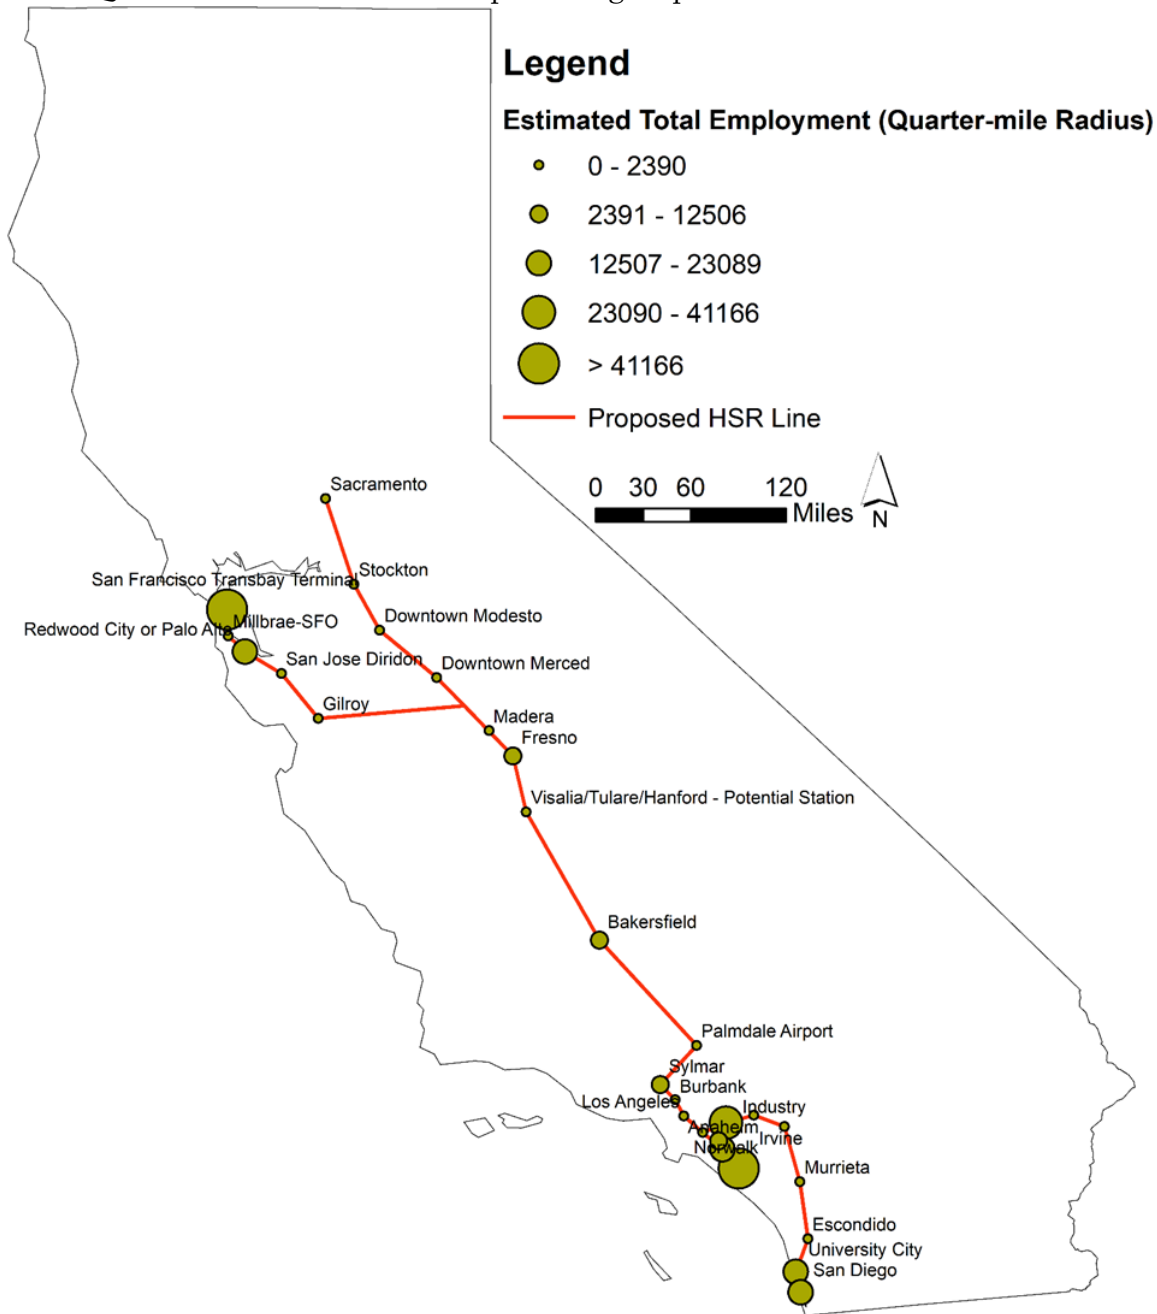 Legend
Estimated Total Employment (Quarter-mile Radius)
0 - 2390
2391 - 12506
12507 - 23089
23090 - 41166
> 41166
Proposed HSR Line
0 30 60 120
Miles
N
Sacramento
Stockton
San Francisco Transbay Terminal
Downtown Modesto
Millbrae-SFO
Redwood City or Palo Alto
San Jose Diridon
Downtown Merced
Gilroy
Madera
Fresno
Visalia/Tulare/Hanford - Potential Station
Bakersfield
Palmdale Airport
Sylmar
Burbank
Los Angeles
Industry
Anaheim
Irvine
Norwalk
Murrieta
Escondido
University City
San Diego